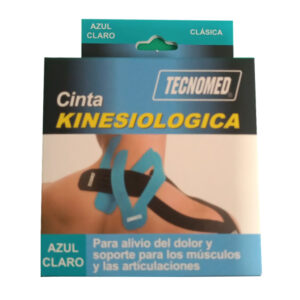 AZUL
CLARO
CLÁSICA
TECNOMED
Cinta
KINESIOLOGICA
AZUL
CLARO
Para alivio del dolor y
soporte para los músculos
y las articulaciones